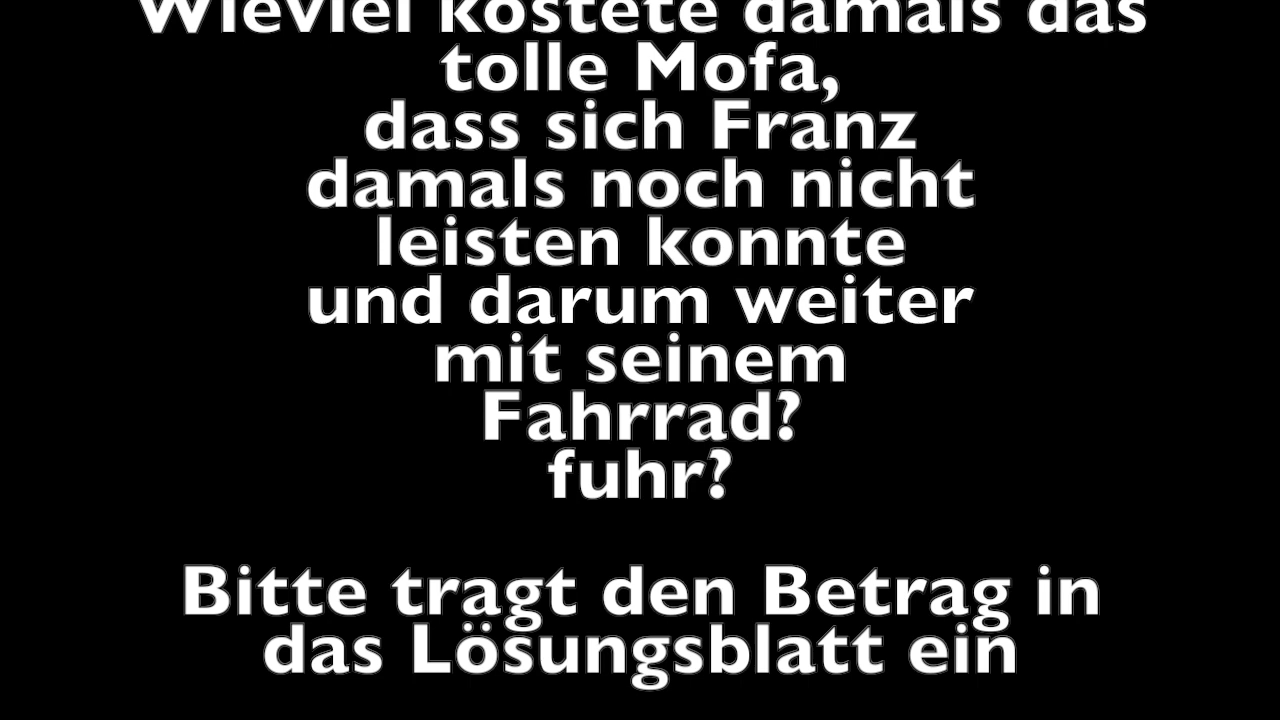 Wieviel kostete damals das
tolle Mofa,
dass sich Franz
damals noch nicht
leisten konnte
und darum weiter
mit seinem
Fahrrad?
fuhr?
Bitte tragt den Betrag in
das Lösungsblatt ein